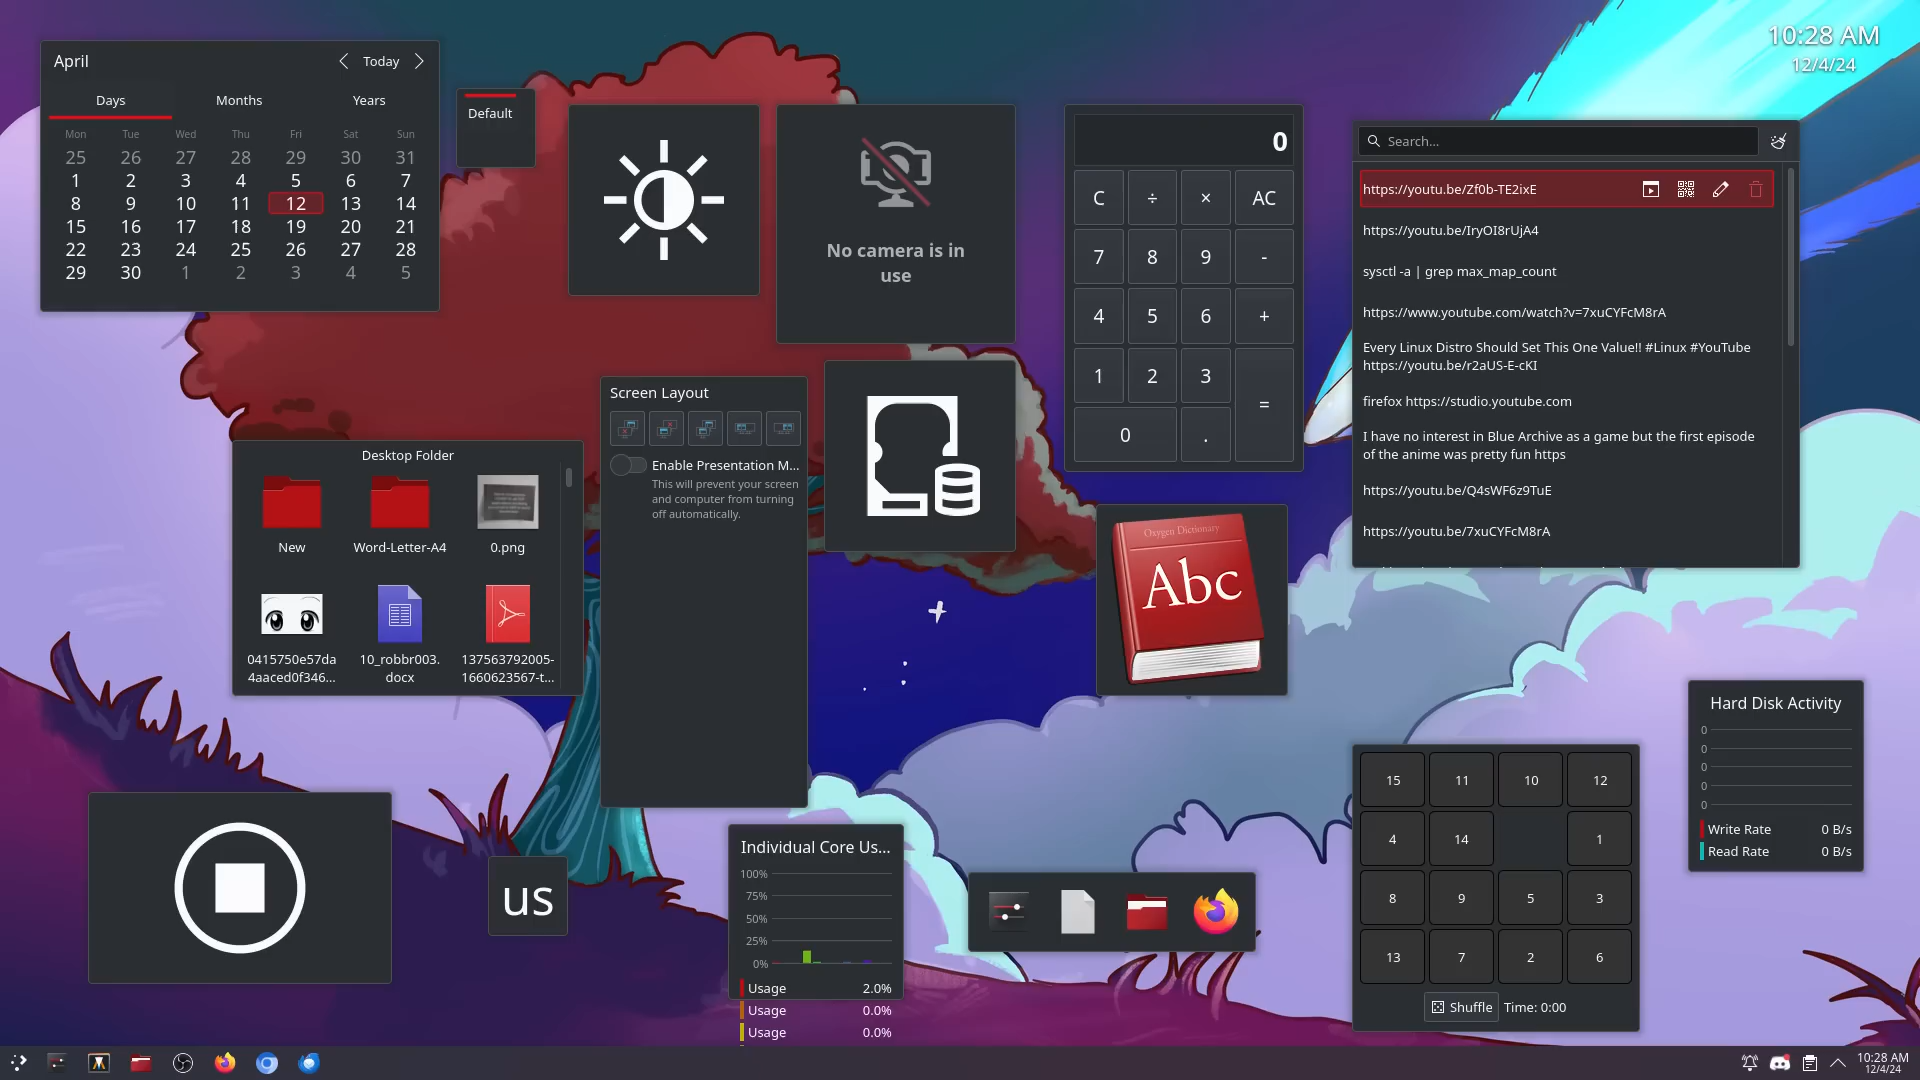 10:28 AM
12/4/24
April
Today
Days Months Years
Mon Tue Wed Thu Fri Sat Sun
25 26 27 28 29 30 31
1 2 3 4 5 6 7
8 9 10 11 12 13 14
15 16 17 18 19 20 21
22 23 24 25 26 27 28
29 30 1 2 3 4 5
Default
No camera is in
use
0
C ÷ × AC
7 8 9 -
4 5 6 +
1 2 3 =
0 .
Search...
https://youtu.be/Zf0b-TE2ixE
https://youtu.be/IryOI8rUjA4
sysctl -a | grep max_map_count
https://www.youtube.com/watch?v=7xuCYFcM8rA
Every Linux Distro Should Set This One Value!! #Linux #YouTube
https://youtu.be/r2aUS-E-cKI
firefox https://studio.youtube.com
I have no interest in Blue Archive as a game but the first episode
of the anime was pretty fun https
https://youtu.be/Q4sWF6z9TuE
https://youtu.be/7xuCYFcM8rA
Desktop Folder
New Word-Letter-A4 0.png
0415750e57da
4aaced0f346...
10_robbr003.
docx
137563792005-
1660623567-t...
Screen Layout
Enable Presentation M...
This will prevent your screen
and computer from turning
off automatically.
Oxygen Dictionary
Abc
us
Individual Core Us...
100%
75%
50%
25%
0%
Usage 2.0%
Usage 0.0%
Usage 0.0%
15 11 10 12
4 14 1
8 9 5 3
13 7 2 6
Shuffle Time: 0:00
Hard Disk Activity
0
0
0
0
0
Write Rate 0 B/s
Read Rate 0 B/s
10:28 AM
12/4/24